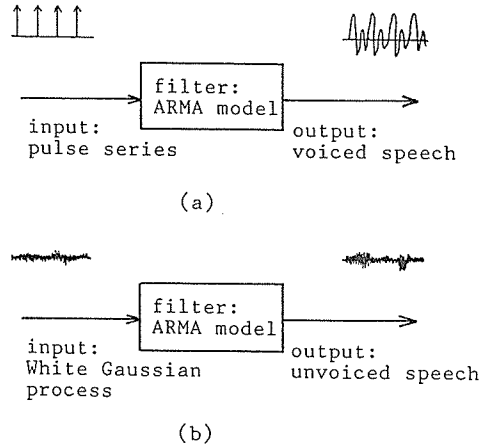 filter:
ARMA model
input:
pulse series
output:
voiced speech
(a)
filter:
ARMA model
input:
White Gaussian
process
output:
unvoiced speech
(b)